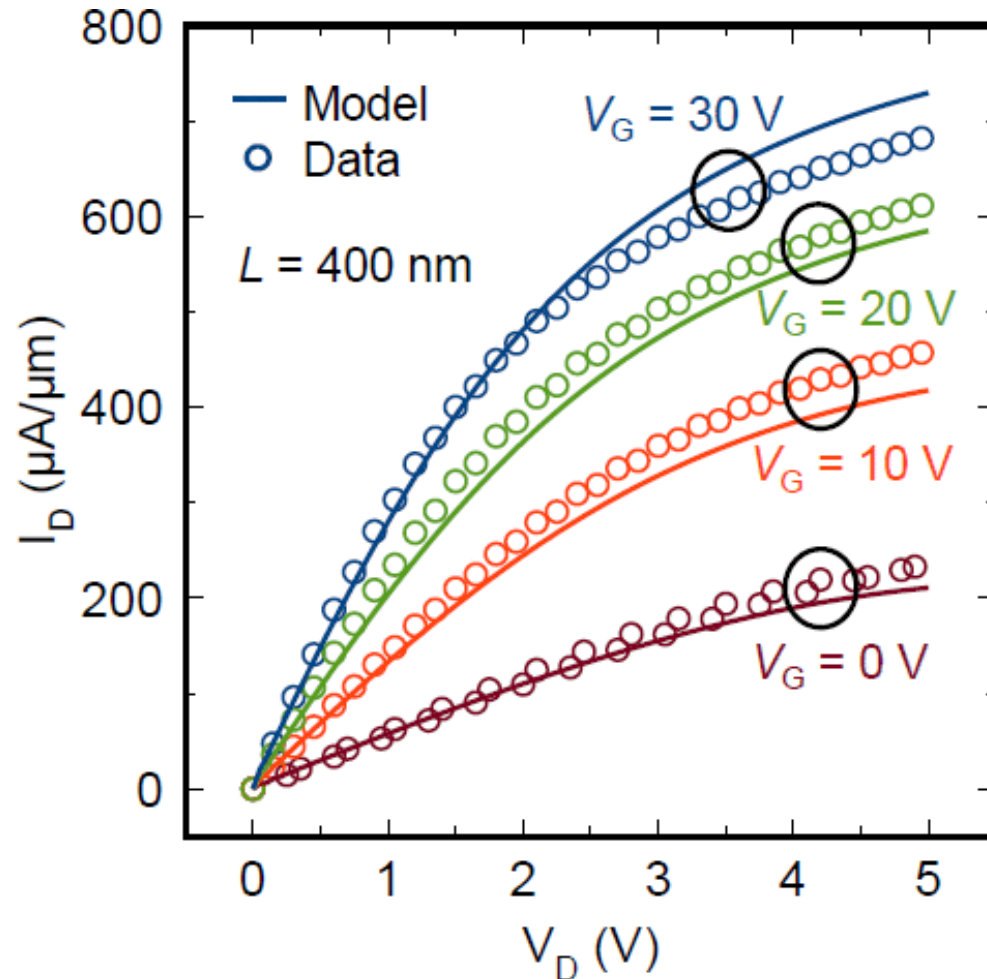 800
600
400
200
0
I_D (µA/µm)
Model
Data
L = 400 nm
V_G = 30 V
V_G = 20 V
V_G = 10 V
V_G = 0 V
0 1 2 3 4 5
V_D (V)